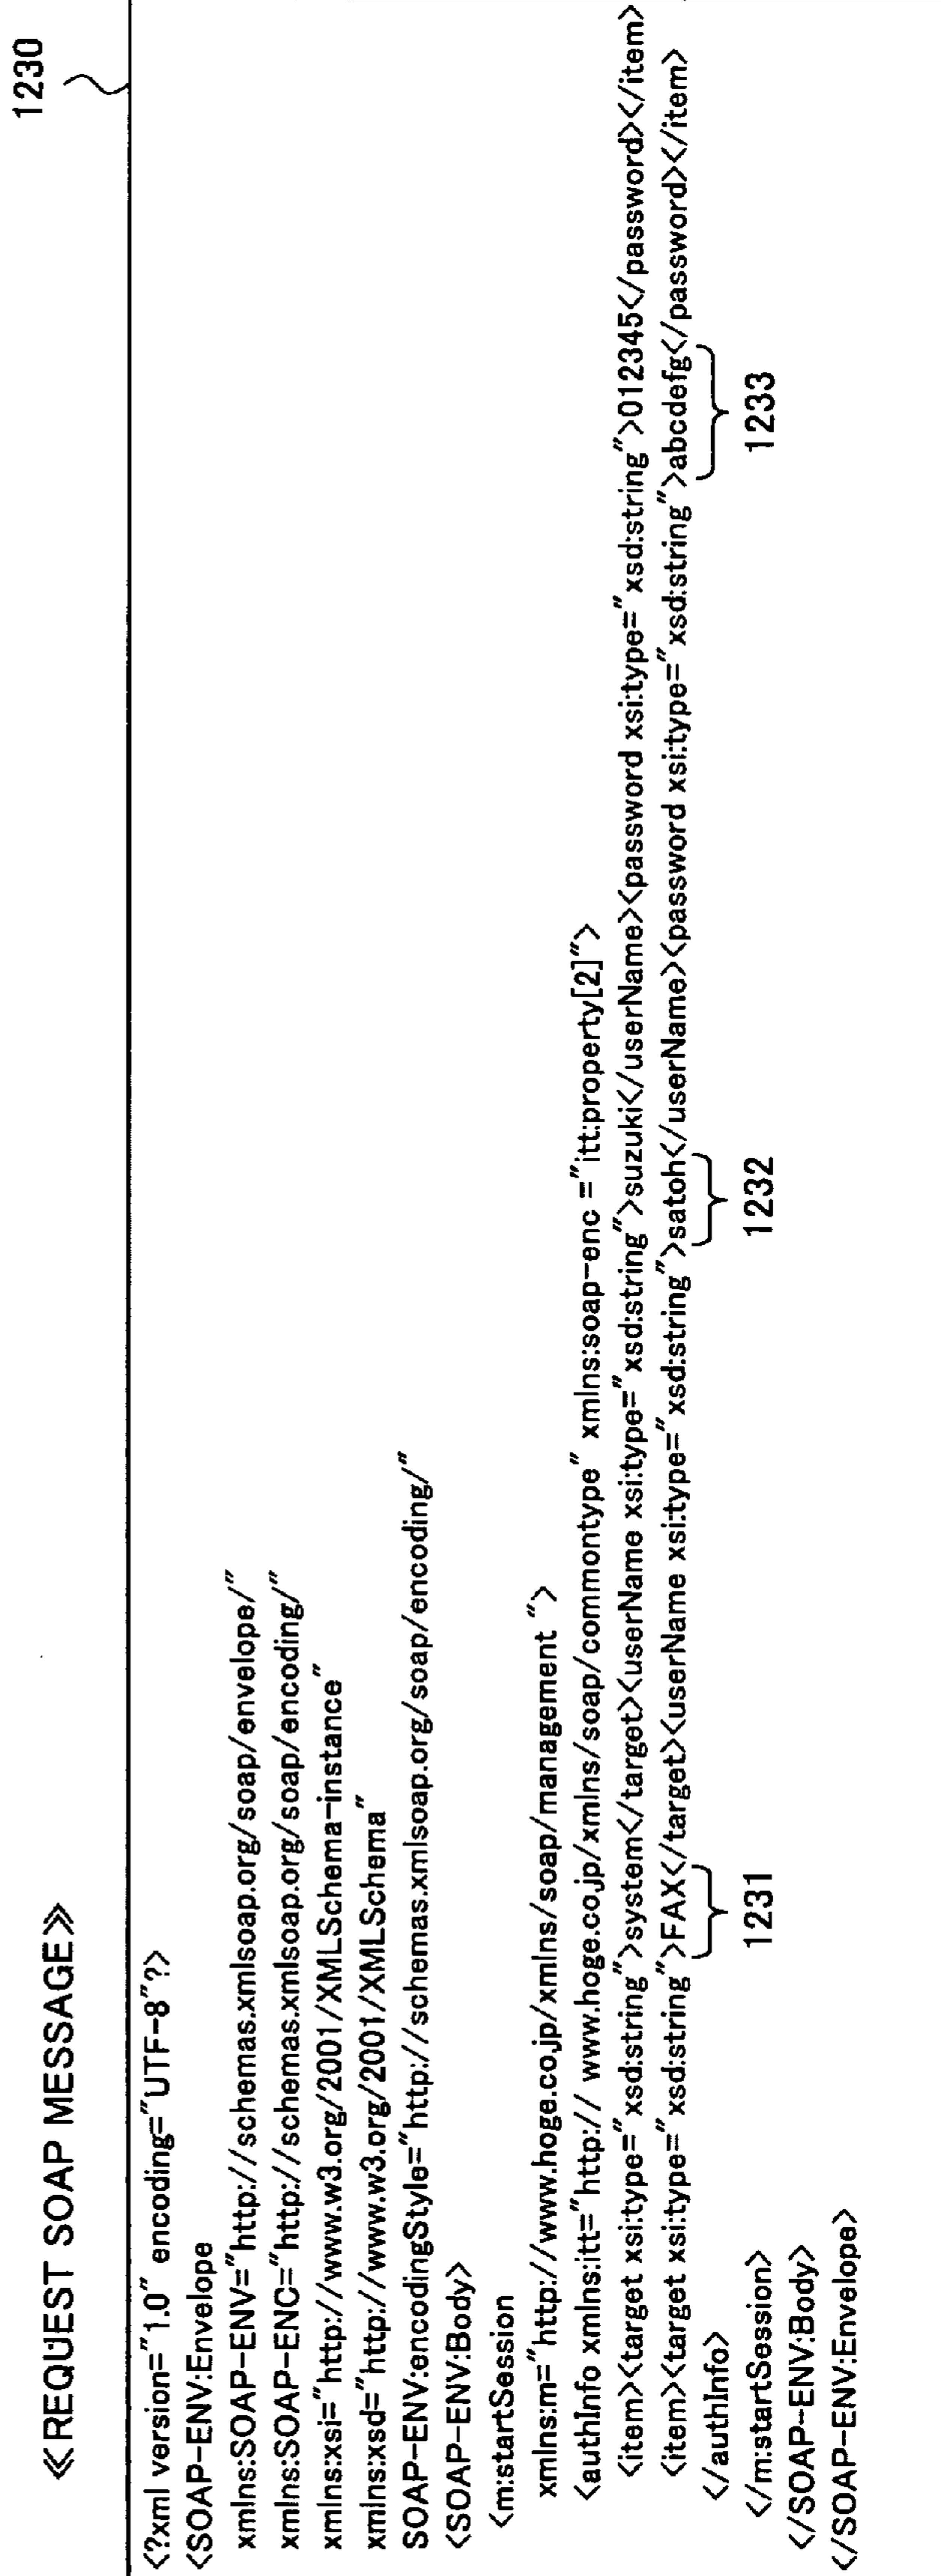 ≪REQUEST SOAP MESSAGE≫
1230
<?xml version="1.0" encoding="UTF-8"?>
<SOAP-ENV:Envelope
xmlns:SOAP-ENV="http://schemas.xmlsoap.org/soap/envelope/"
xmlns:SOAP-ENC="http://schemas.xmlsoap.org/soap/encoding/"
xmlns:xsi="http://www.w3.org/2001/XMLSchema-instance"
xmlns:xsd="http://www.w3.org/2001/XMLSchema"
SOAP-ENV:encodingStyle="http://schemas.xmlsoap.org/soap/encoding/"
<SOAP-ENV:Body>
<m:startSession
xmlns:m="http://www.hoge.co.jp/xmlns/soap/management ">
<authInfo xmlns:itt="http:// www.hoge.co.jp/xmlns/soap/commontype" xmlns:soap-enc ="itt:property[2]">
<item><target xsi:type="xsd:string">system</target><userName xsi:type="xsd:string">suzuki</userName><password xsi:type="xsd:string">012345</password></item>
<item><target xsi:type="xsd:string">FAX</target><userName xsi:type="xsd:string">satoh</userName><password xsi:type="xsd:string">abcdefg</password></item>
</authInfo>
1231 1232 1233
</m:startSession>
</SOAP-ENV:Body>
</SOAP-ENV:Envelope>